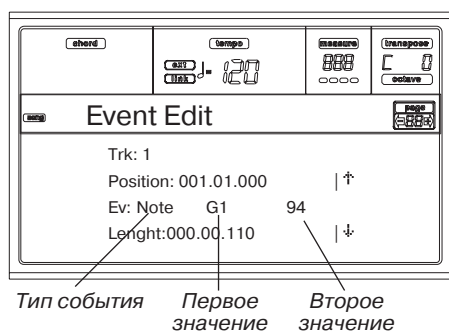 chord tempo measure transpose
ext link ♩= 120 888 C 0
octave
song Event Edit page
88
Trk: 1
Position: 001.01.000
Ev: Note G1 94
Lenght:000.00.110
Тип события Первое значение Второе значение